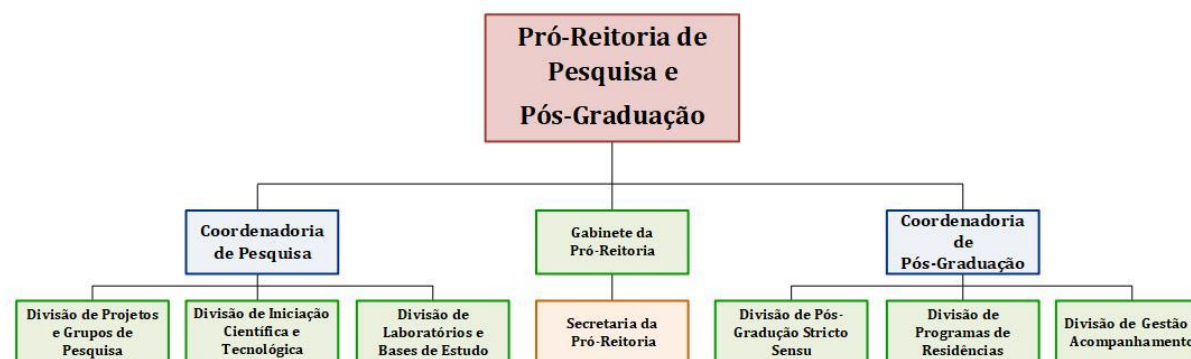 Pró-Reitoria de
Pesquisa e
Pós-Graduação
Coordenadoria
de Pesquisa
Gabinete da
Pró-Reitoria
Coordenadoria
de
Pós-Graduação
Divisão de Projetos
e Grupos de
Pesquisa
Divisão de Iniciação
Científica e
Tecnológica
Divisão de
Laboratórios e
Bases de Estudo
Secretaria da
Pró-Reitoria
Divisão de Pós-
Gradução Stricto
Sensu
Divisão de
Programas de
Residências
Divisão de Gestão
Acompanhamento